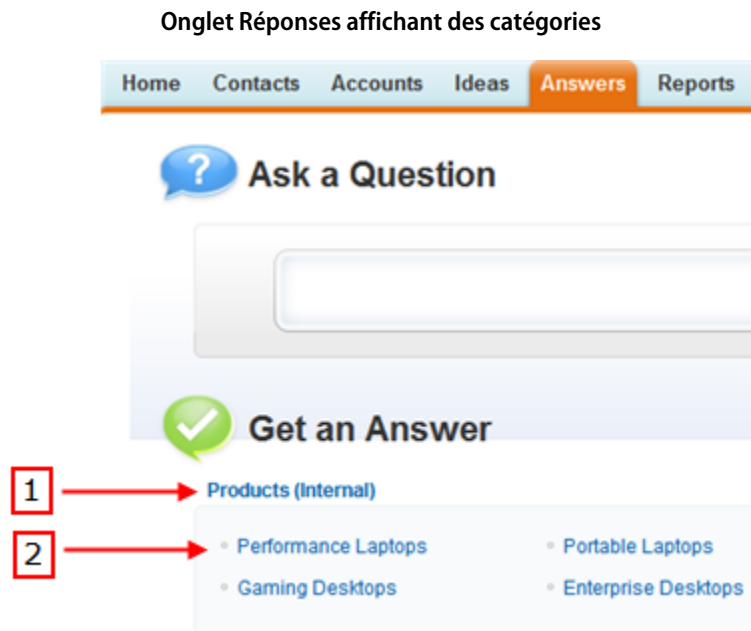 Onglet Réponses affichant des catégories
Home Contacts Accounts Ideas Answers Reports
? Ask a Question
Get an Answer
1 Products (Internal)
2 Performance Laptops Portable Laptops
Gaming Desktops Enterprise Desktops